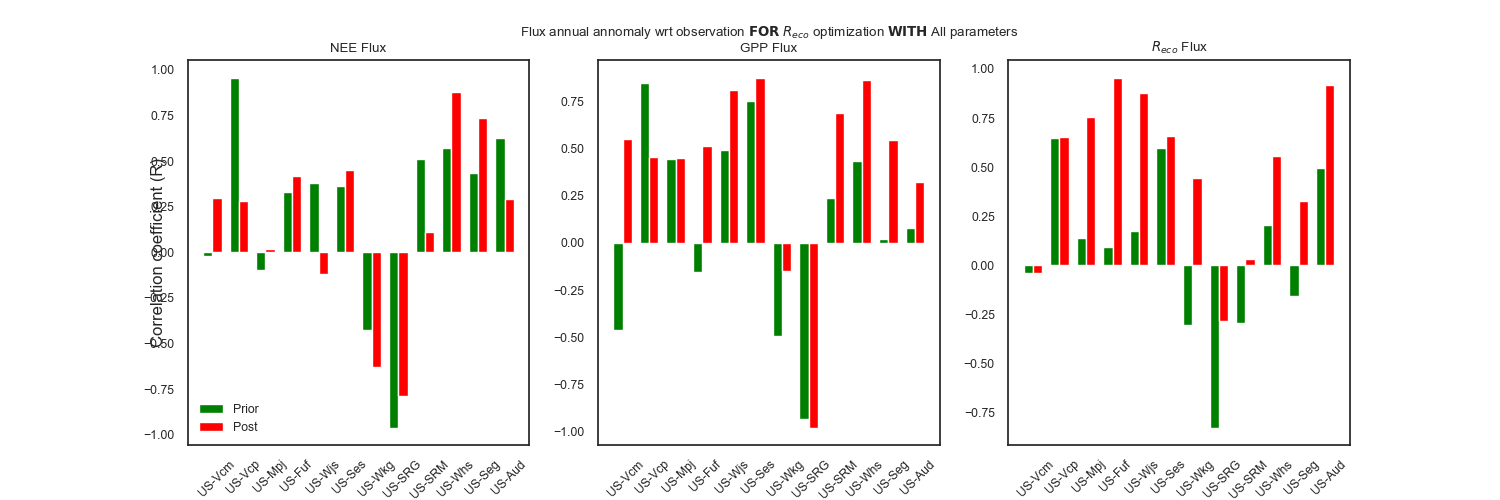 Flux annual annomaly wrt observation FOR R_eco optimization WITH All parameters
NEE Flux
GPP Flux
R_eco Flux
Correlation coefficient (R)
1.00
0.75
0.50
0.25
0.00
−0.25
−0.50
−0.75
−1.00
Prior
Post
US-Vcm
US-Vcp
US-Mpj
US-Fuf
US-Wjs
US-Ses
US-Wkg
US-SRG
US-SRM
US-Whs
US-Seg
US-Aud
0.75
0.50
0.25
0.00
−0.25
−0.50
−0.75
−1.00
US-Vcm
US-Vcp
US-Mpj
US-Fuf
US-Wjs
US-Ses
US-Wkg
US-SRG
US-SRM
US-Whs
US-Seg
US-Aud
1.00
0.75
0.50
0.25
0.00
−0.25
−0.50
−0.75
US-Vcm
US-Vcp
US-Mpj
US-Fuf
US-Wjs
US-Ses
US-Wkg
US-SRG
US-SRM
US-Whs
US-Seg
US-Aud